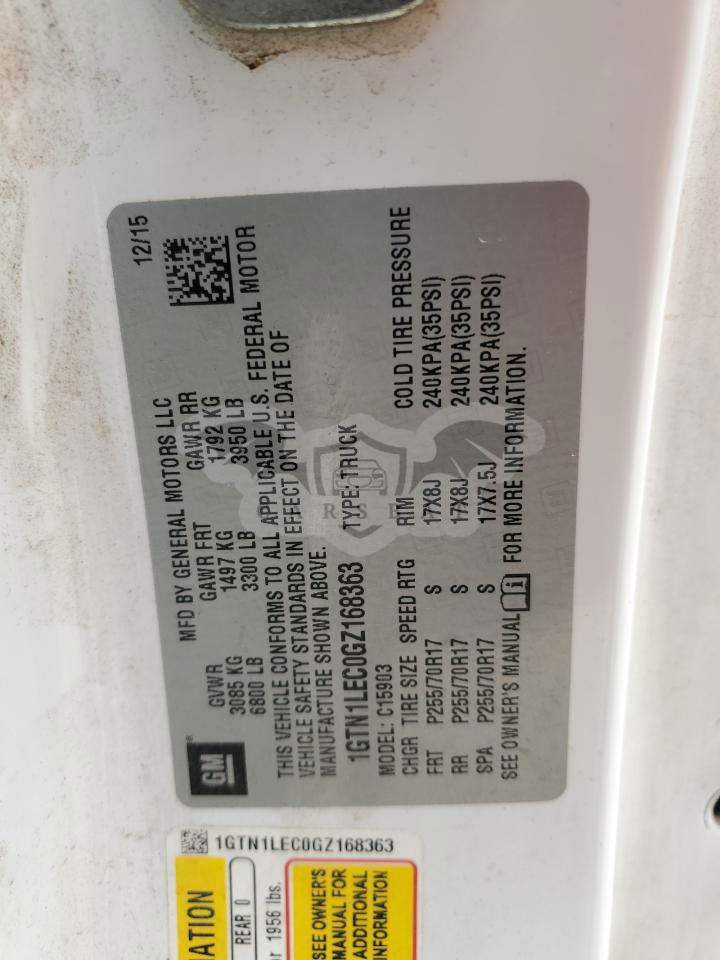 MFD BY GENERAL MOTORS LLC 12/15
GM
GVWR GAWR FRT GAWR RR
3085 KG 1497 KG 1792 KG
6800 LB 3300 LB 3950 LB
THIS VEHICLE CONFORMS TO ALL APPLICABLE U.S. FEDERAL MOTOR
VEHICLE SAFETY STANDARDS IN EFFECT ON THE DATE OF
MANUFACTURE SHOWN ABOVE.
1GTN1LEC0GZ168363 TYPE: TRUCK
MODEL: C15903
CHGR TIRE SIZE SPEED RTG RIM COLD TIRE PRESSURE
FRT P255/70R17 S 17X8J 240KPA(35PSI)
RR P255/70R17 S 17X8J 240KPA(35PSI)
SPA P255/70R17 S 17X7.5J 240KPA(35PSI)
SEE OWNER'S MANUAL FOR MORE INFORMATION.
1GTN1LEC0GZ168363
REAR 0
1956 lbs.
SEE OWNER'S
MANUAL FOR
ADDITIONAL
INFORMATION